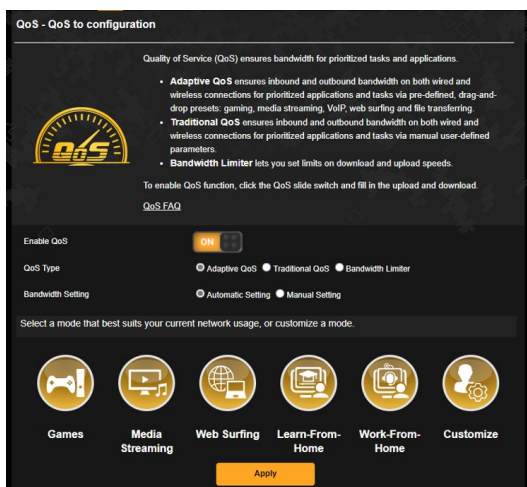 QoS - QoS to configuration
Quality of Service (QoS) ensures bandwidth for prioritized tasks and applications.
• Adaptive QoS ensures inbound and outbound bandwidth on both wired and
wireless connections for prioritized applications and tasks via pre-defined, drag-and-
drop presets: gaming, media streaming, VoIP, web surfing and file transferring.
• Traditional QoS ensures inbound and outbound bandwidth on both wired and
wireless connections for prioritized applications and tasks via manual user-defined
parameters.
• Bandwidth Limiter lets you set limits on download and upload speeds.
QoS
To enable QoS function, click the QoS slide switch and fill in the upload and download.
QoS FAQ
Enable QoS ON
QoS Type Adaptive QoS Traditional QoS Bandwidth Limiter
Bandwidth Setting Automatic Setting Manual Setting
Select a mode that best suits your current network usage, or customize a mode.
Games Media Web Surfing Learn-From- Work-From- Customize
Streaming Home Home
Apply